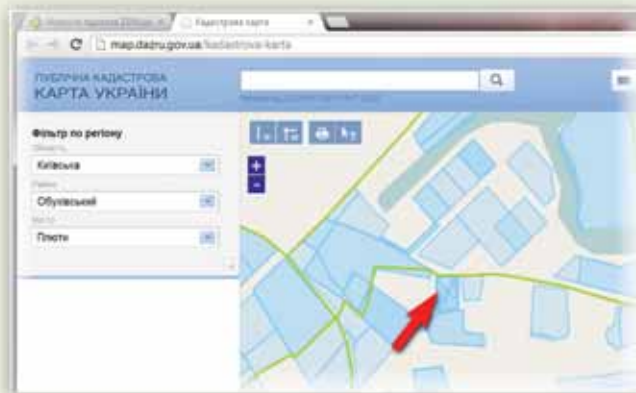 Кадастрова карта
map.dazru.gov.ua/kadastrova-karta
ПУБЛІЧНА КАДАСТРОВА
КАРТА УКРАЇНИ
Фільтр по регіону
Область
Київська
Район
Обухівський
Місто
Плюти
+
-